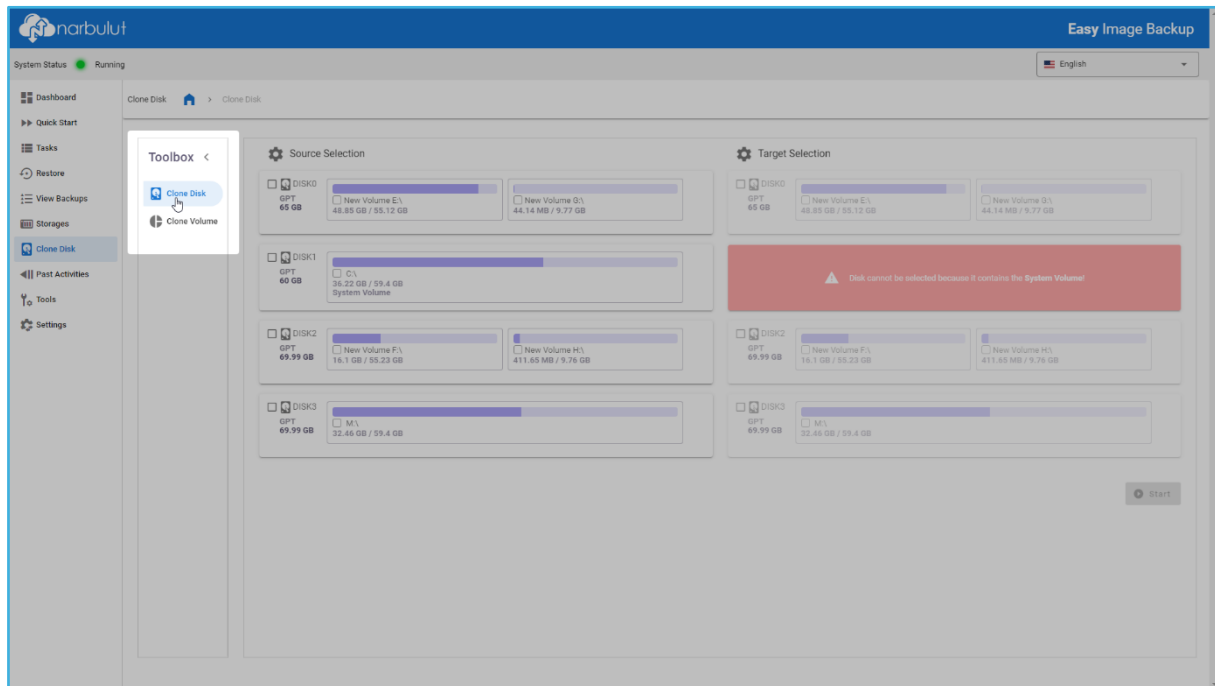 narbulut
Easy Image Backup
System Status Running
English
Dashboard
Quick Start
Tasks
Restore
View Backups
Storages
Clone Disk
Past Activities
Tools
Settings
Clone Disk > Clone Disk
Toolbox <
Clone Disk
Clone Volume
Source Selection
DISK0
GPT
65 GB
New Volume E:\
48.85 GB / 55.12 GB
New Volume G:\
44.14 MB / 9.77 GB
DISK1
GPT
60 GB
C:\
36.22 GB / 59.4 GB
System Volume
DISK2
GPT
69.99 GB
New Volume F:\
16.1 GB / 55.23 GB
New Volume H:\
411.65 MB / 9.76 GB
DISK3
GPT
69.99 GB
M:\
32.46 GB / 59.4 GB
Target Selection
DISK0
GPT
65 GB
New Volume E:\
48.85 GB / 55.12 GB
New Volume G:\
44.14 MB / 9.77 GB
Disk cannot be selected because it contains the System Volume!
DISK2
GPT
69.99 GB
New Volume F:\
16.1 GB / 55.23 GB
New Volume H:\
411.65 MB / 9.76 GB
DISK3
GPT
69.99 GB
M:\
32.46 GB / 59.4 GB
Start